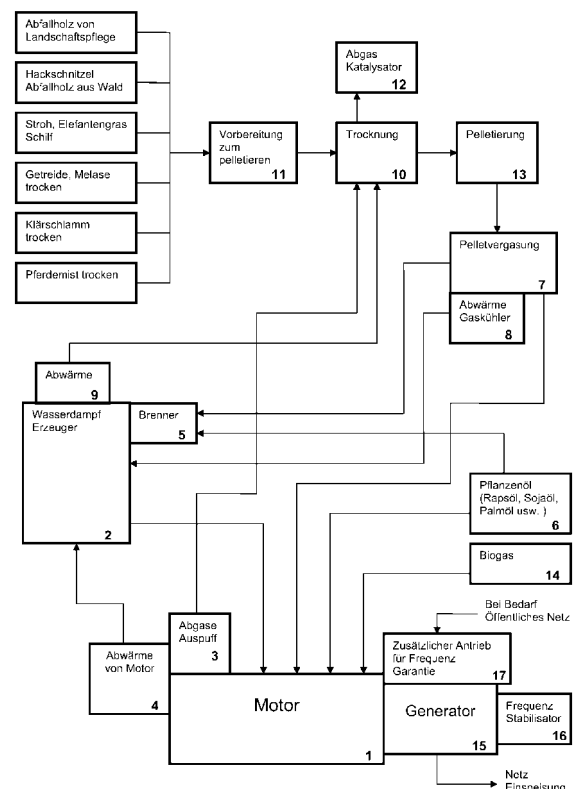 Abfallholz von
Landschaftspflege
Hackschnitzel
Abfallholz aus Wald
Stroh, Elefantengras
Schilf
Getreide, Melase
trocken
Klärschlamm
trocken
Pferdemist trocken
Vorbereitung
zum
pelletieren
11
Abgas
Katalysator
12
Trocknung
10
Pelletierung
13
Pelletvergasung
7
Abwärme
Gaskühler
8
Abwärme
9
Wasserdampf
Erzeuger
2
Brenner
5
Pflanzenöl
(Rapsöl, Sojaöl,
Palmöl usw. )
6
Biogas
14
Bei Bedarf
Öffentliches Netz
Abgase
Auspuff
3
Abwärme
von Motor
4
Motor
1
Zusätzlicher Antrieb
für Frequenz
Garantie
17
Generator
15
Frequenz
Stabilisator
16
Netz
Einspeisung